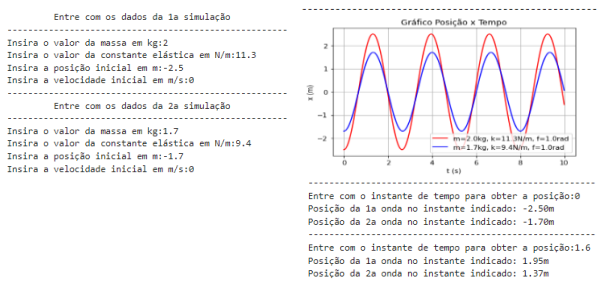 Entre com os dados da 1a simulação
Insira o valor da massa em kg:2
Insira o valor da constante elástica em N/m:11.3
Insira a posição inicial em m:-2.5
Insira a velocidade inicial em m/s:0
Entre com os dados da 2a simulação
Insira o valor da massa em kg:1.7
Insira o valor da constante elástica em N/m:9.4
Insira a posição inicial em m:-1.7
Insira a velocidade inicial em m/s:0
Gráfico Posição x Tempo
2
1
0
−1
−2
x (m)
m=2.0kg, k=11.3N/m, f=1.0rad
m=1.7kg, k=9.4N/m, f=1.0rad
0 2 4 6 8 10
t (s)
Entre com o instante de tempo para obter a posição:0
Posição da 1a onda no instante indicado: -2.50m
Posição da 2a onda no instante indicado: -1.70m
Entre com o instante de tempo para obter a posição:1.6
Posição da 1a onda no instante indicado: 1.95m
Posição da 2a onda no instante indicado: 1.37m